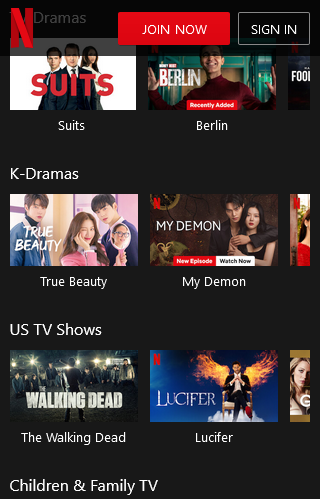 N
Dramas
JOIN NOW
SIGN IN
SUITS
BERLIN
Recently Added
FOO
Suits
Berlin
K-Dramas
TRUE BEAUTY
N
MY DEMON
New Episode
Watch Now
True Beauty
My Demon
US TV Shows
THE WALKING DEAD
N
LUCIFER
G
The Walking Dead
Lucifer
Children & Family TV